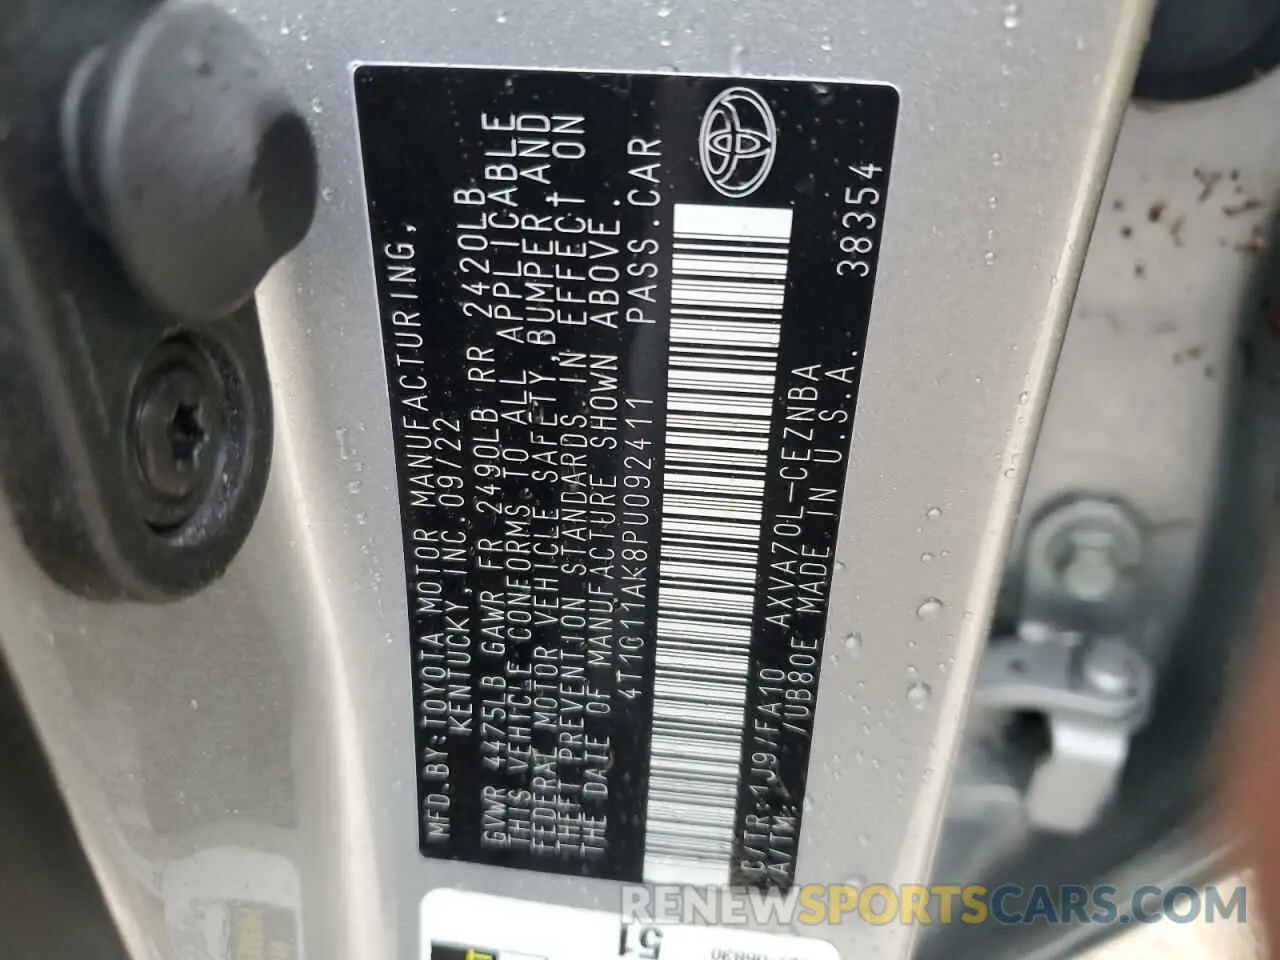 MFD.BY:TOYOTA MOTOR MANUFACTURING,
KENTUCKY, INC.09/22
GVWR 4475LB GAWR FR 2490LB RR 2420LB
THIS VEHICLE CONFORMS TO ALL APPLICABLE
FEDERAL MOTOR VEHICLE SAFETY,BUMPER AND
THEFT PREVENTION STANDARDS IN EFFECT ON
THE DATE OF MANUFACTURE SHOWN ABOVE.
4T1G11AK8PU092411 PASS.CAR
C/TR:1J9/FA10 AXVA70L-CEZNBA
A/TM: /UB80E MADE IN U.S.A. 38354
51
RENEWSPORTSCARS.COM